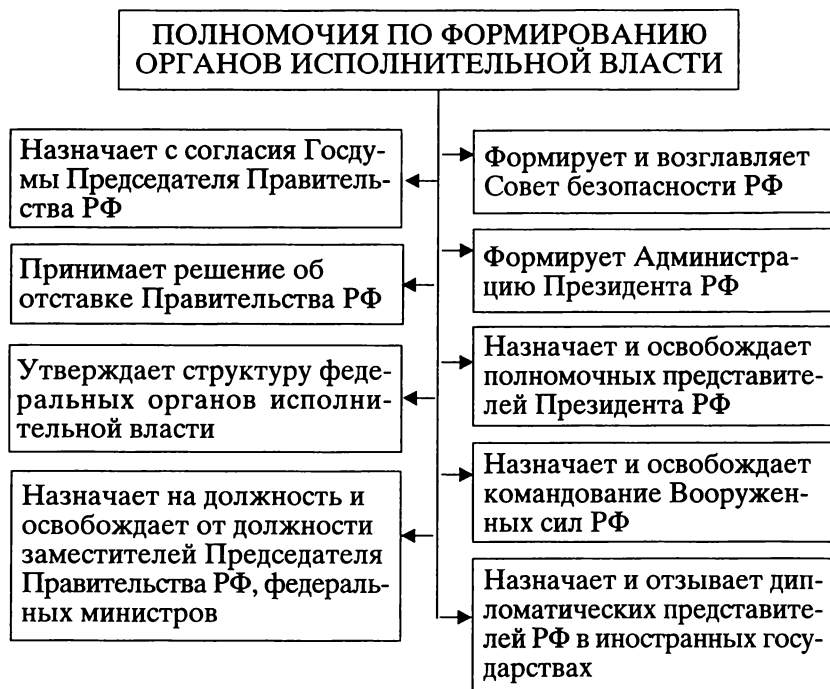 ПОЛНОМОЧИЯ ПО ФОРМИРОВАНИЮ
ОРГАНОВ ИСПОЛНИТЕЛЬНОЙ ВЛАСТИ
Назначает с согласия Госду-
мы Председателя Правитель-
ства РФ
Принимает решение об
отставке Правительства РФ
Утверждает структуру феде-
ральных органов исполни-
тельной власти
Назначает на должность и
освобождает от должности
заместителей Председателя
Правительства РФ, федераль-
ных министров
Формирует и возглавляет
Совет безопасности РФ
Формирует Администра-
цию Президента РФ
Назначает и освобождает
полномочных представите-
лей Президента РФ
Назначает и освобождает
командование Вооружен-
ных сил РФ
Назначает и отзывает дип-
ломатических представите-
лей РФ в иностранных госу-
дарствах